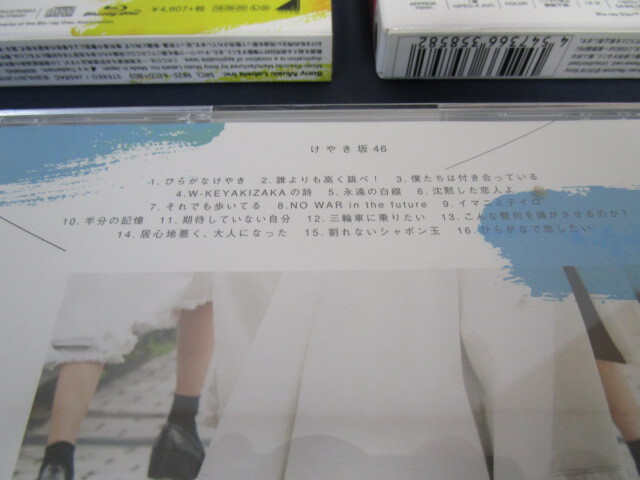 ¥4,907+税
4 547366 358582
けやき坂46
1. ひらがなけやき 2. 誰よりも高く跳べ! 3. 僕たちは付き合っている
4.W-KEYAKIZAKAの詩 5. 永遠の白線 6. 沈黙した恋人よ
7. それでも歩いてる 8.NO WAR in the future 9. イマニミテイロ
10. 半分の記憶 11. 期待していない自分 12. 三輪車に乗りたい 13. こんな整列を誰がさせるのか?
14. 居心地悪く、大人になった 15. 割れないシャボン玉 16. ひらがなで恋したい